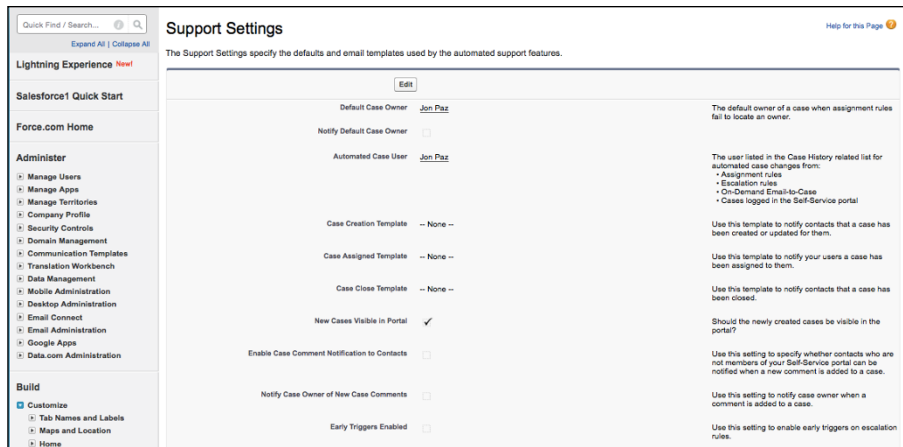 Quick Find / Search...
Expand All | Collapse All
Lightning Experience New!
Salesforce1 Quick Start
Force.com Home
Administer
Manage Users
Manage Apps
Manage Territories
Company Profile
Security Controls
Domain Management
Communication Templates
Translation Workbench
Data Management
Mobile Administration
Desktop Administration
Email Connect
Email Administration
Google Apps
Data.com Administration
Build
Customize
Tab Names and Labels
Maps and Location
Home
Support Settings
Help for this Page
The Support Settings specify the defaults and email templates used by the automated support features.
Edit
Default Case Owner Jon Paz
The default owner of a case when assignment rules
fail to locate an owner.
Notify Default Case Owner
Automated Case User Jon Paz
The user listed in the Case History related list for
automated case changes from:
• Assignment rules
• Escalation rules
• On-Demand Email-to-Case
• Cases logged in the Self-Service portal
Case Creation Template -- None --
Use this template to notify contacts that a case has
been created or updated for them.
Case Assigned Template -- None --
Use this template to notify your users a case has
been assigned to them.
Case Close Template -- None --
Use this template to notify contacts that a case has
been closed.
New Cases Visible in Portal
Should the newly created cases be visible in the
portal?
Enable Case Comment Notification to Contacts
Use this setting to specify whether contacts who are
not members of your Self-Service portal can be
notified when a new comment is added to a case.
Notify Case Owner of New Case Comments
Use this setting to notify case owner when a
comment is added to a case.
Early Triggers Enabled
Use this setting to enable early triggers on escalation
rules.